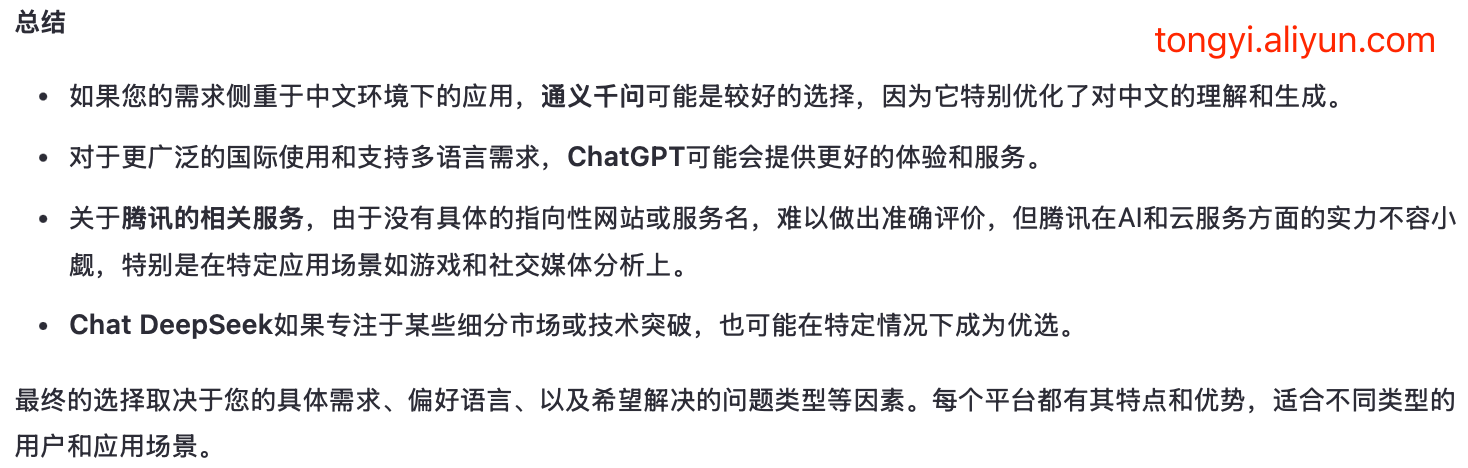 总结
tongyi.aliyun.com
• 如果您的需求侧重于中文环境下的应用，通义千问可能是较好的选择，因为它特别优化了对中文的理解和生成。
• 对于更广泛的国际使用和支持多语言需求，ChatGPT可能会提供更好的体验和服务。
• 关于腾讯的相关服务，由于没有具体的指向性网站或服务名，难以做出准确评价，但腾讯在AI和云服务方面的实力不容小
觑，特别是在特定应用场景如游戏和社交媒体分析上。
• Chat DeepSeek如果专注于某些细分市场或技术突破，也可能在特定情况下成为优选。
最终的选择取决于您的具体需求、偏好语言、以及希望解决的问题类型等因素。每个平台都有其特点和优势，适合不同类型的
用户和应用场景。